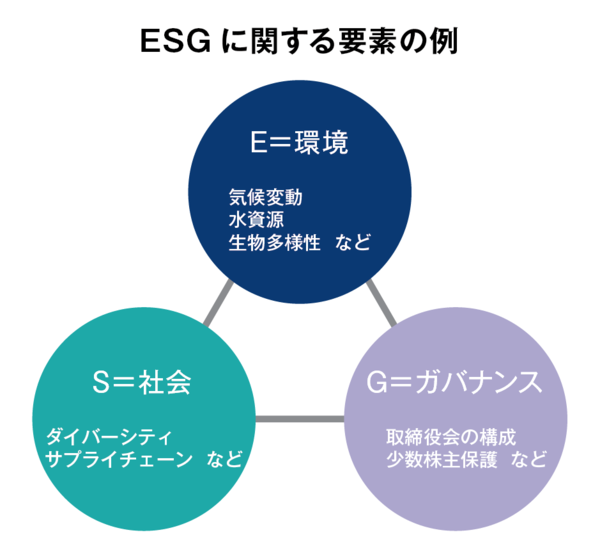 ESGに関する要素の例
E＝環境
気候変動
水資源
生物多様性 など
S＝社会
ダイバーシティ
サプライチェーン など
G＝ガバナンス
取締役会の構成
少数株主保護 など